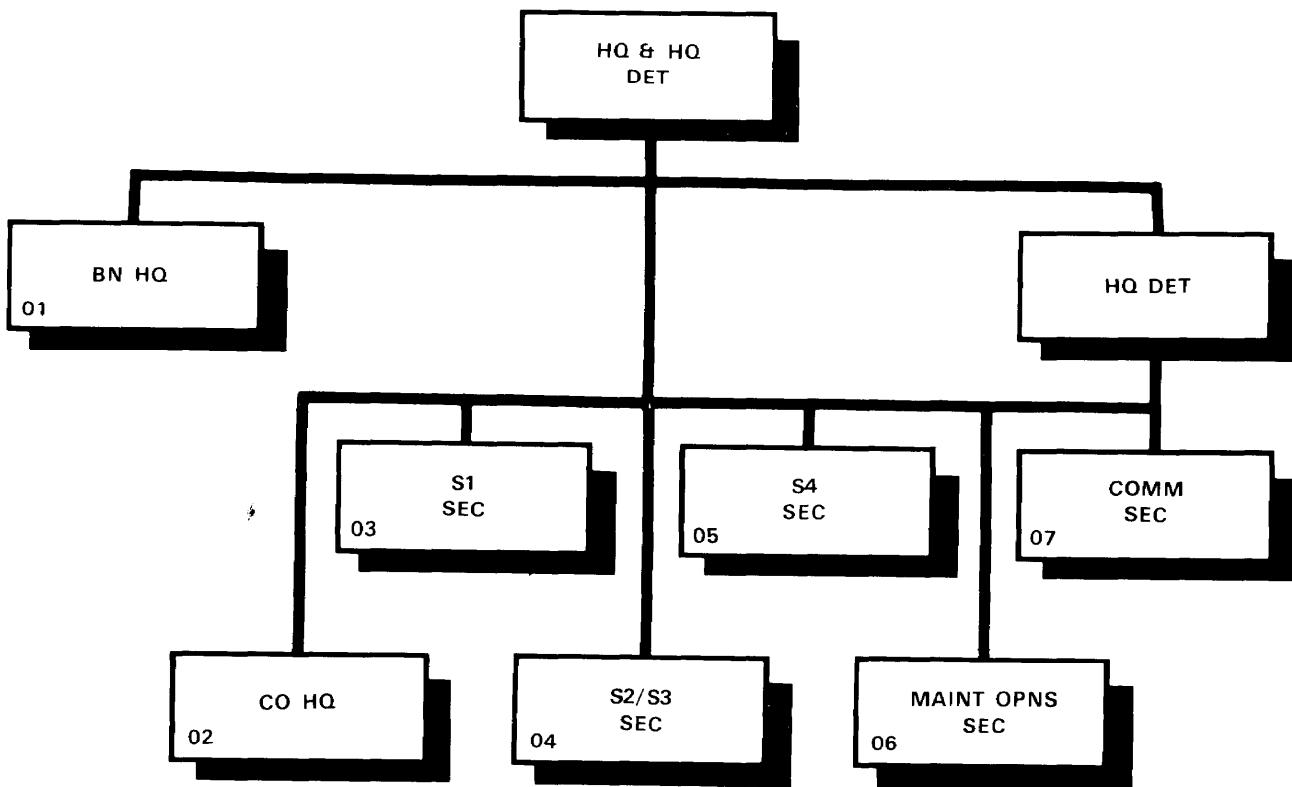 HQ & HQ
DET
BN HQ
01
HQ DET
S1
SEC
03
S4
SEC
05
COMM
SEC
07
CO HQ
02
S2/S3
SEC
04
MAINT OPNS
SEC
06